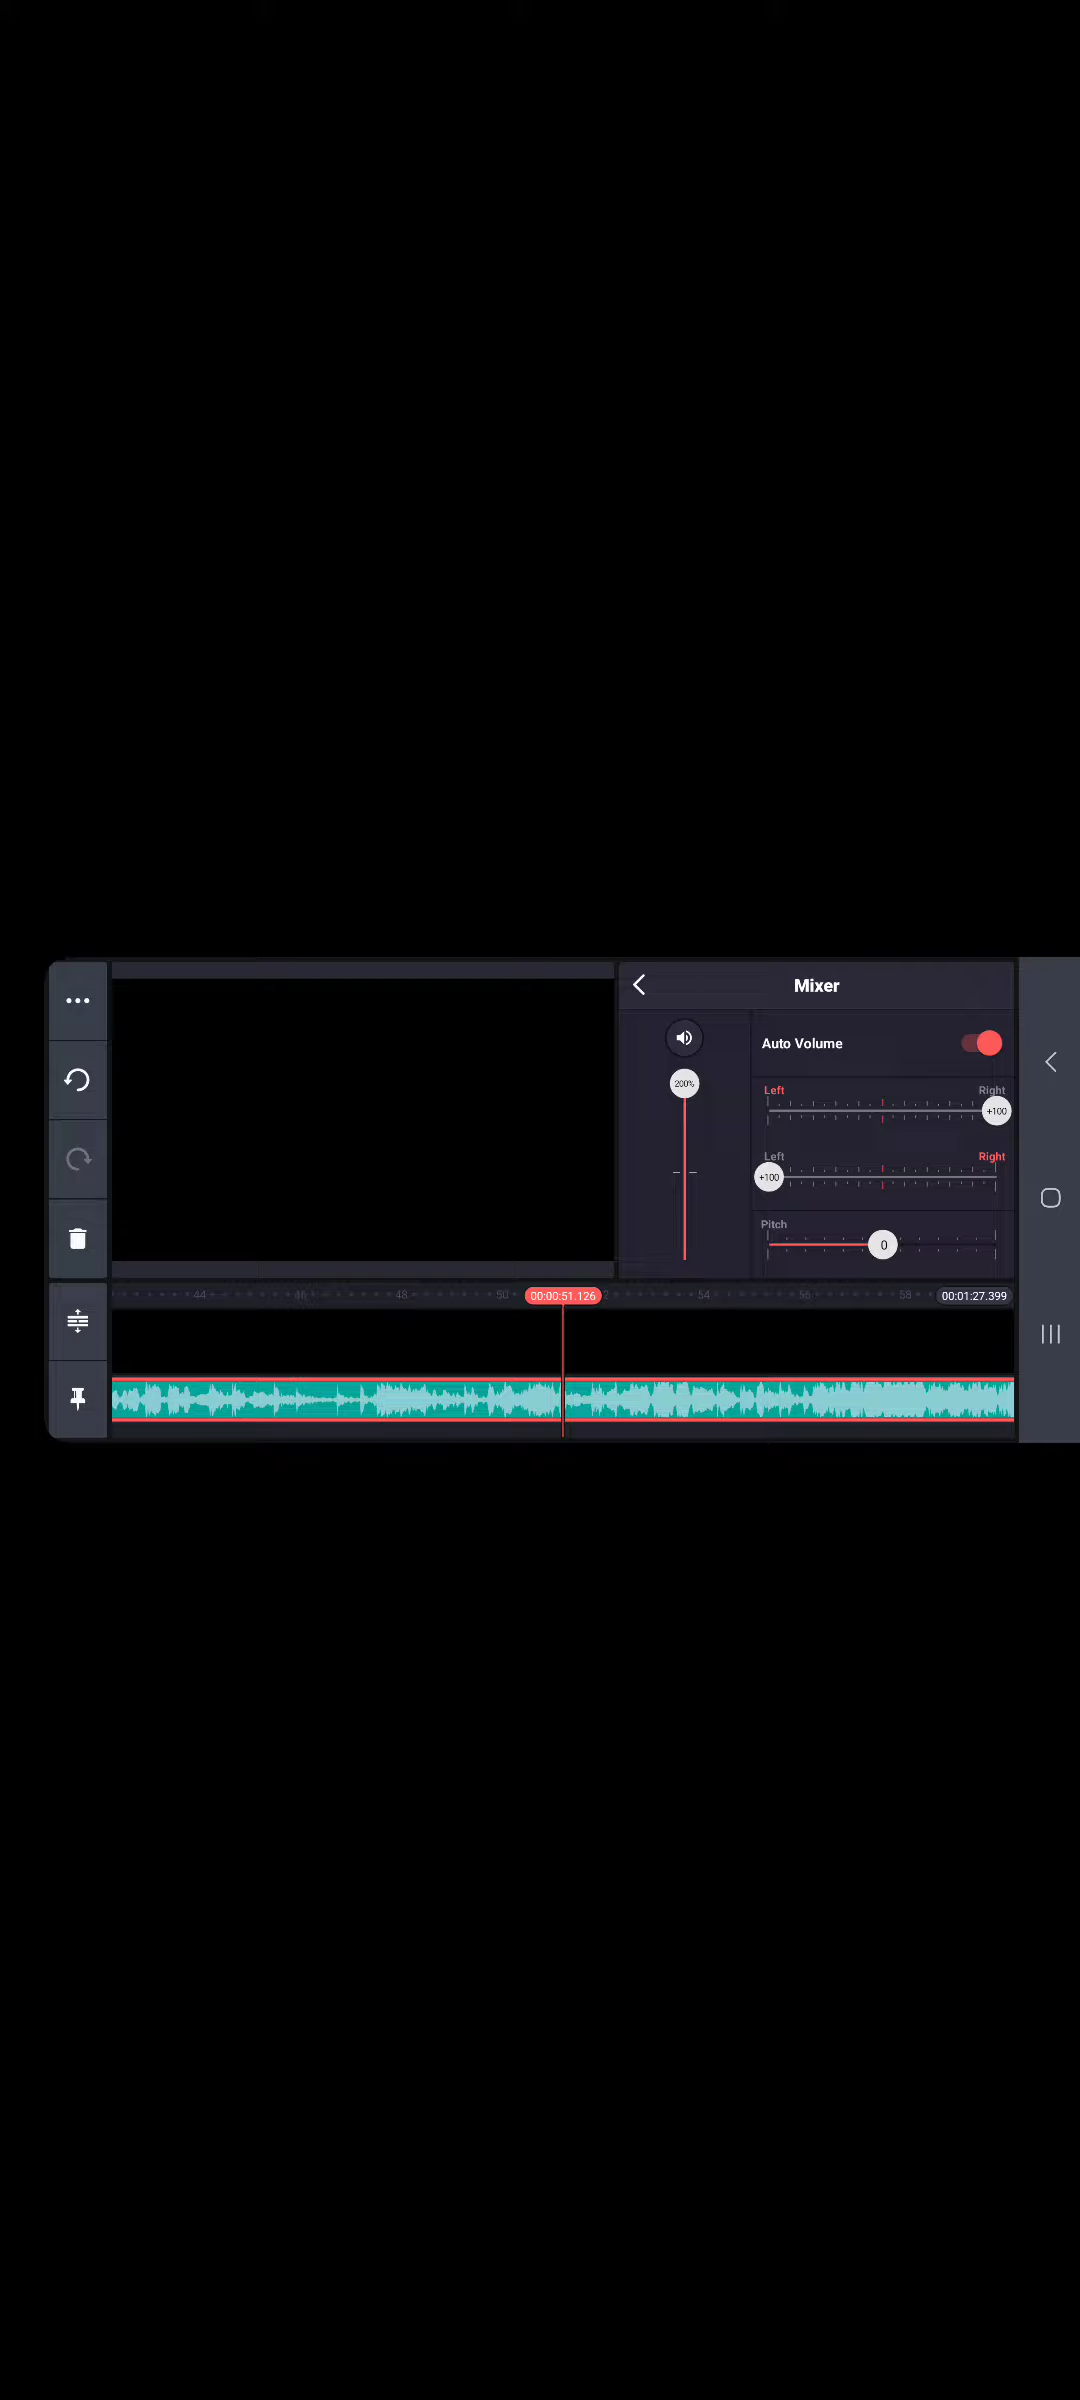 Mixer
Auto Volume
200%
Left Right
+100
Left Right
+100
Pitch
0
44 46 48 50 00:00:51.126 2 54 56 58 00:01:27.399